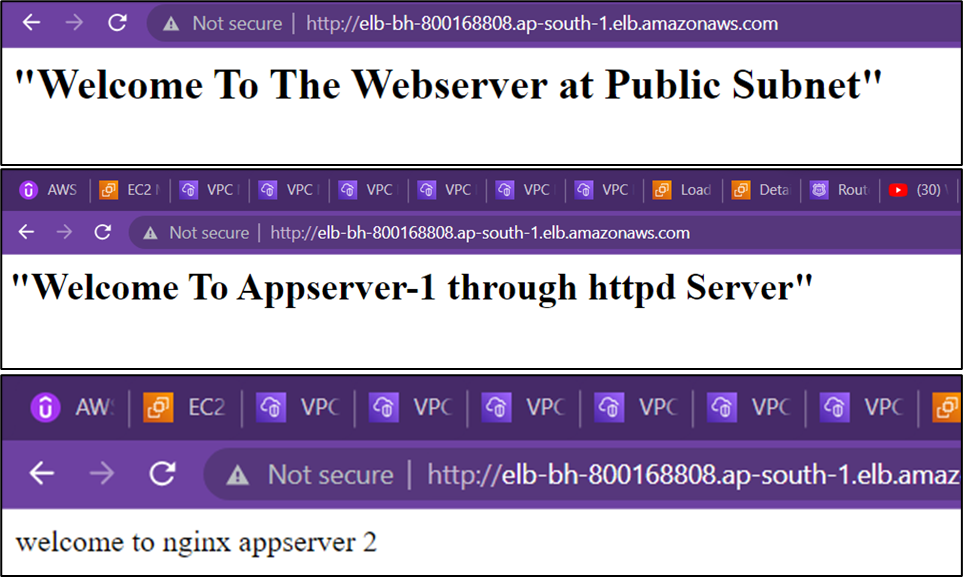 Not secure | http://elb-bh-800168808.ap-south-1.elb.amazonaws.com
"Welcome To The Webserver at Public Subnet"
AWS EC2 VPC VPC VPC VPC VPC VPC Load Deta Rout (30)
Not secure | http://elb-bh-800168808.ap-south-1.elb.amazonaws.com
"Welcome To Appserver-1 through httpd Server"
AWS EC2 VPC VPC VPC VPC VPC VPC
Not secure | http://elb-bh-800168808.ap-south-1.elb.amaz
welcome to nginx appserver 2